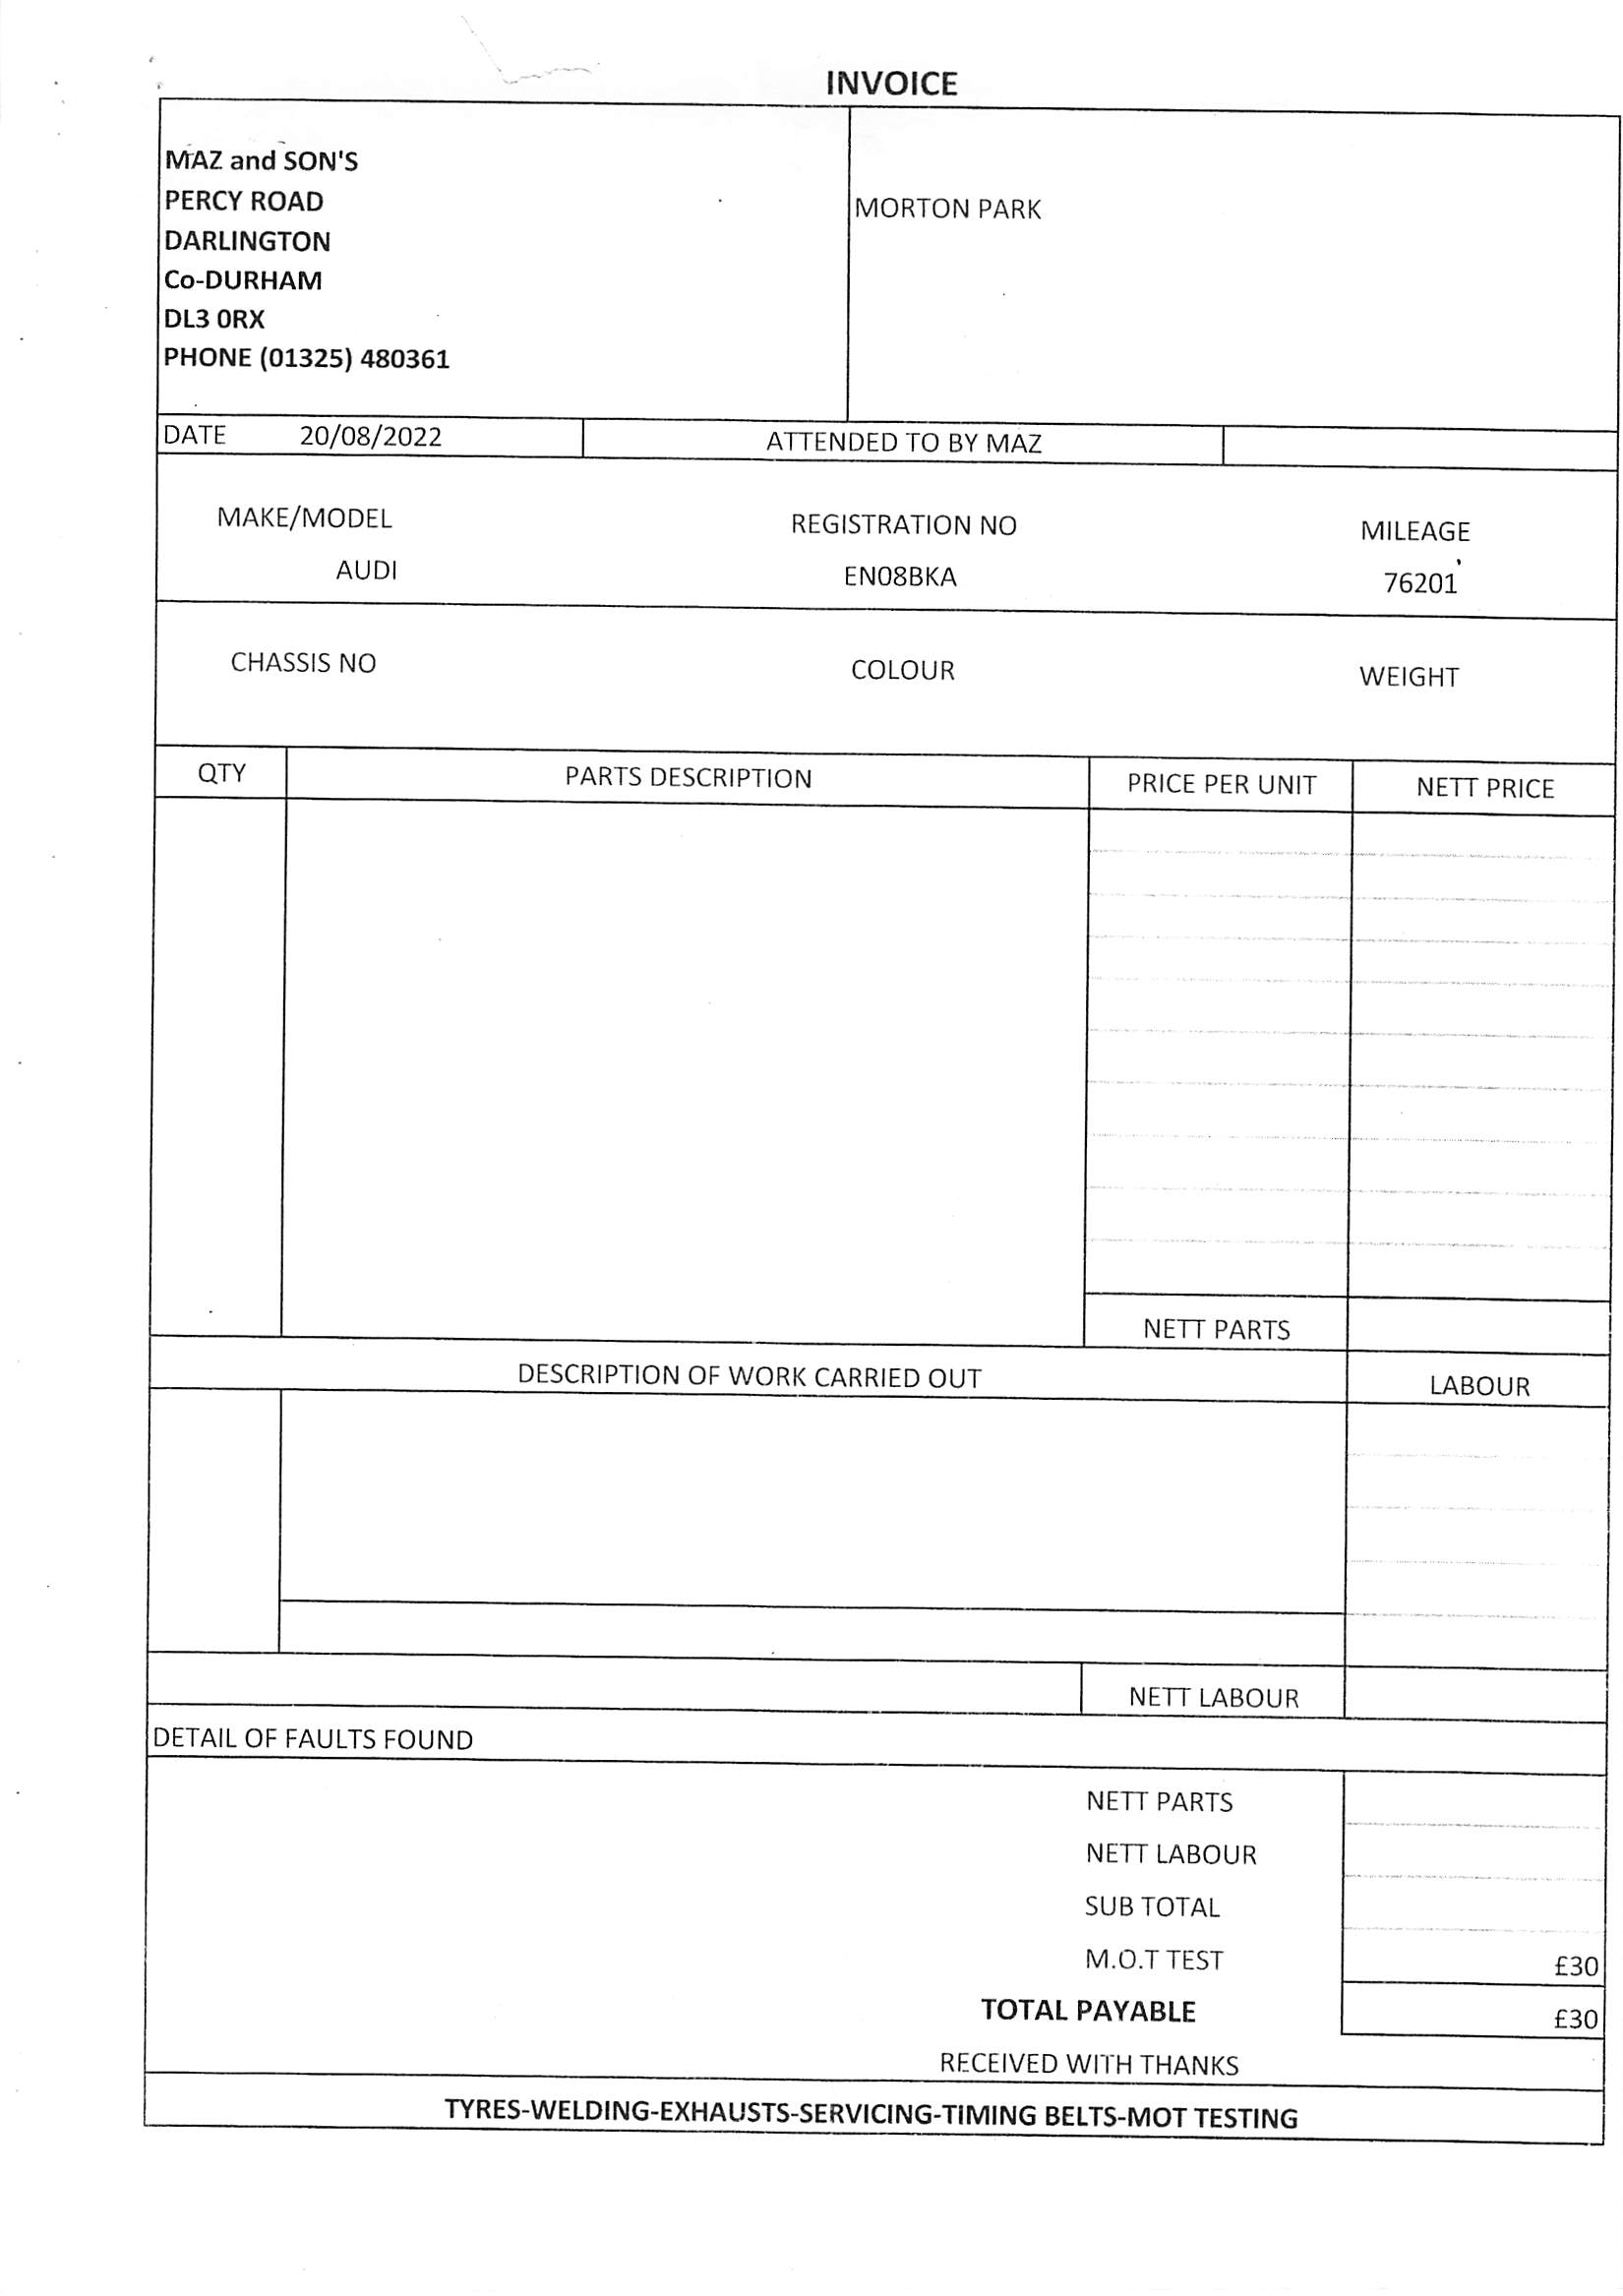 INVOICE
MAZ and SON'S
PERCY ROAD
DARLINGTON
Co-DURHAM
DL3 0RX
PHONE (01325) 480361
MORTON PARK
DATE 20/08/2022 ATTENDED TO BY MAZ
MAKE/MODEL REGISTRATION NO MILEAGE
AUDI EN08BKA 76201
CHASSIS NO COLOUR WEIGHT
QTY PARTS DESCRIPTION PRICE PER UNIT NETT PRICE
NETT PARTS
DESCRIPTION OF WORK CARRIED OUT LABOUR
NETT LABOUR
DETAIL OF FAULTS FOUND
NETT PARTS
NETT LABOUR
SUB TOTAL
M.O.T TEST £30
TOTAL PAYABLE £30
RECEIVED WITH THANKS
TYRES-WELDING-EXHAUSTS-SERVICING-TIMING BELTS-MOT TESTING